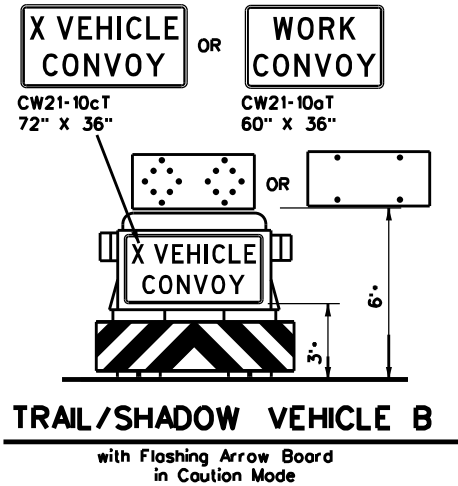 X VEHICLE
CONVOY
OR
WORK
CONVOY
CW21-10cT
72" X 36"
CW21-10aT
60" X 36"
OR
X VEHICLE
CONVOY
3'±
6'±
TRAIL/SHADOW VEHICLE B
with Flashing Arrow Board
in Caution Mode